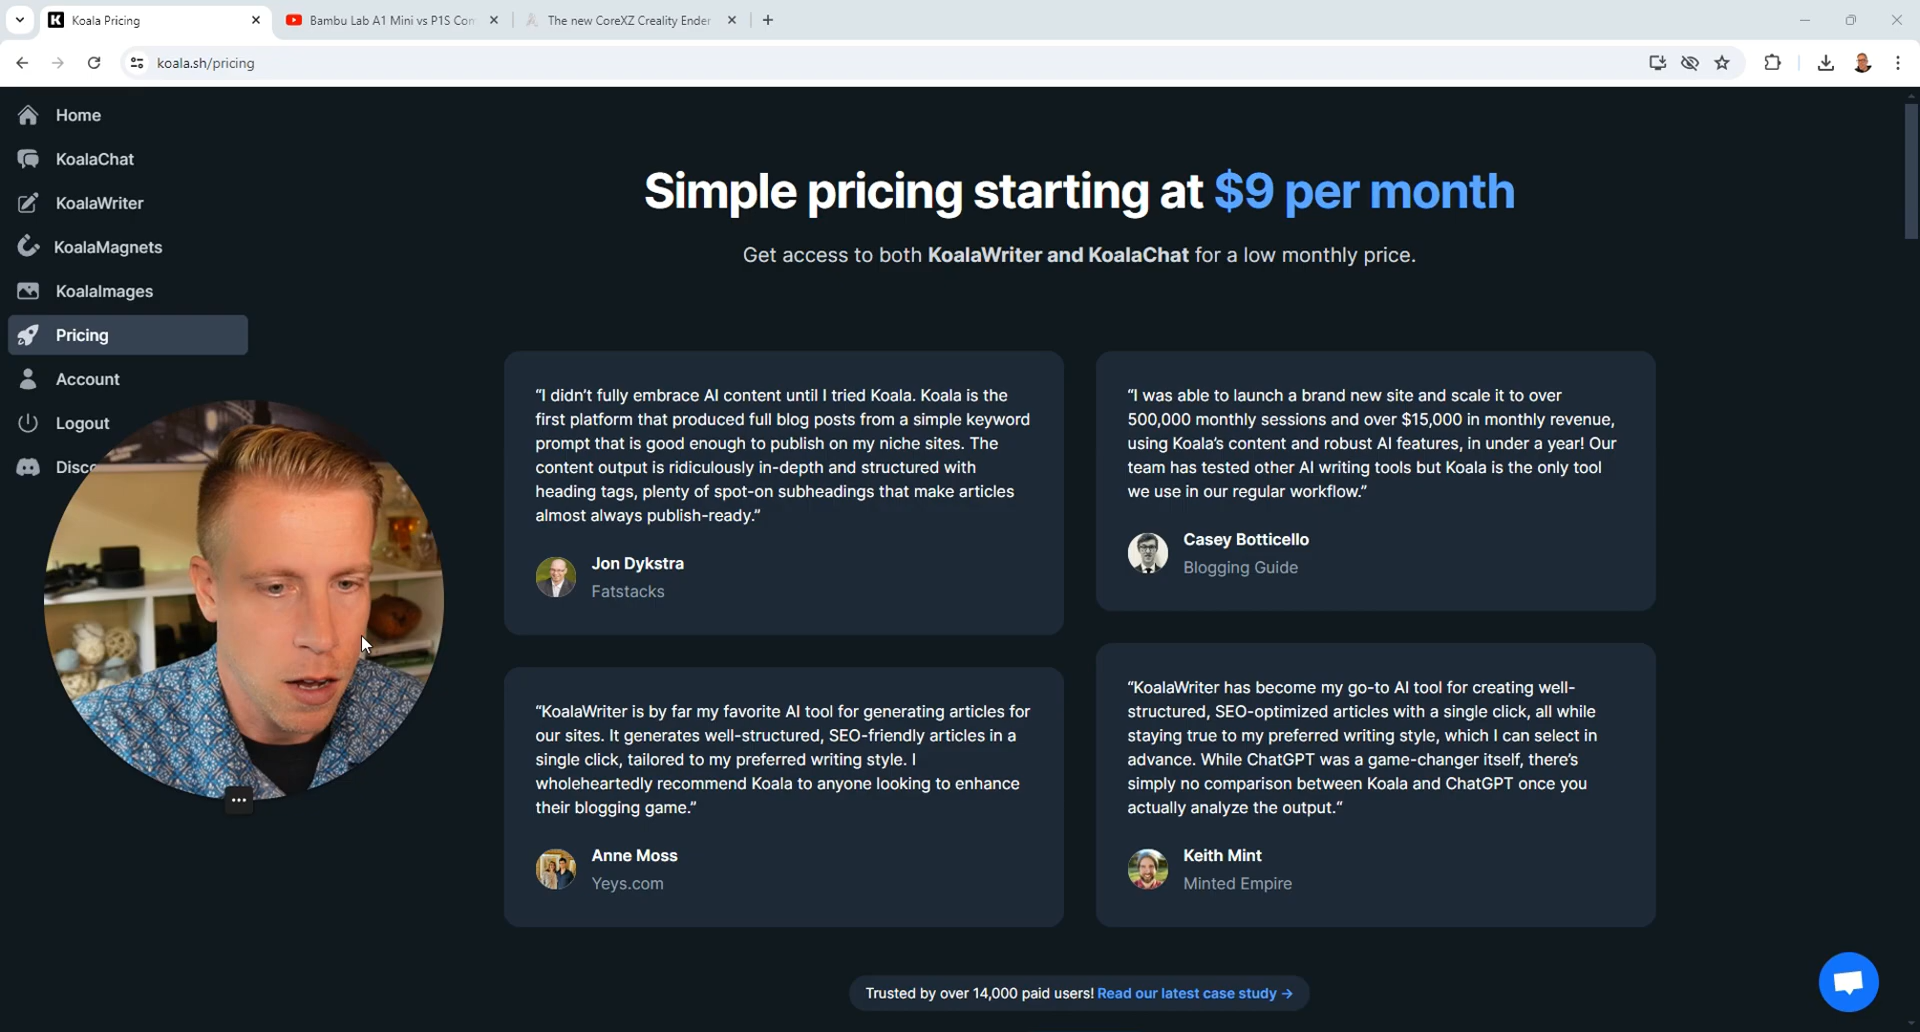 Koala Pricing
Bambu Lab A1 Mini vs P1S Com
The new CoreXZ Creality Ender
koala.sh/pricing
Home
KoalaChat
KoalaWriter
KoalaMagnets
KoalaImages
Pricing
Account
Logout
Disc
Simple pricing starting at $9 per month
Get access to both KoalaWriter and KoalaChat for a low monthly price.
“I didn’t fully embrace AI content until I tried Koala. Koala is the
first platform that produced full blog posts from a simple keyword
prompt that is good enough to publish on my niche sites. The
content output is ridiculously in-depth and structured with
heading tags, plenty of spot-on subheadings that make articles
almost always publish-ready.”
Jon Dykstra
Fatstacks
“I was able to launch a brand new site and scale it to over
500,000 monthly sessions and over $15,000 in monthly revenue,
using Koala’s content and robust AI features, in under a year! Our
team has tested other AI writing tools but Koala is the only tool
we use in our regular workflow.”
Casey Botticello
Blogging Guide
“KoalaWriter is by far my favorite AI tool for generating articles for
our sites. It generates well-structured, SEO-friendly articles in a
single click, tailored to my preferred writing style. I
wholeheartedly recommend Koala to anyone looking to enhance
their blogging game.”
Anne Moss
Yeys.com
“KoalaWriter has become my go-to AI tool for creating well-
structured, SEO-optimized articles with a single click, all while
staying true to my preferred writing style, which I can select in
advance. While ChatGPT was a game-changer itself, there’s
simply no comparison between Koala and ChatGPT once you
actually analyze the output.“
Keith Mint
Minted Empire
Trusted by over 14,000 paid users! Read our latest case study →